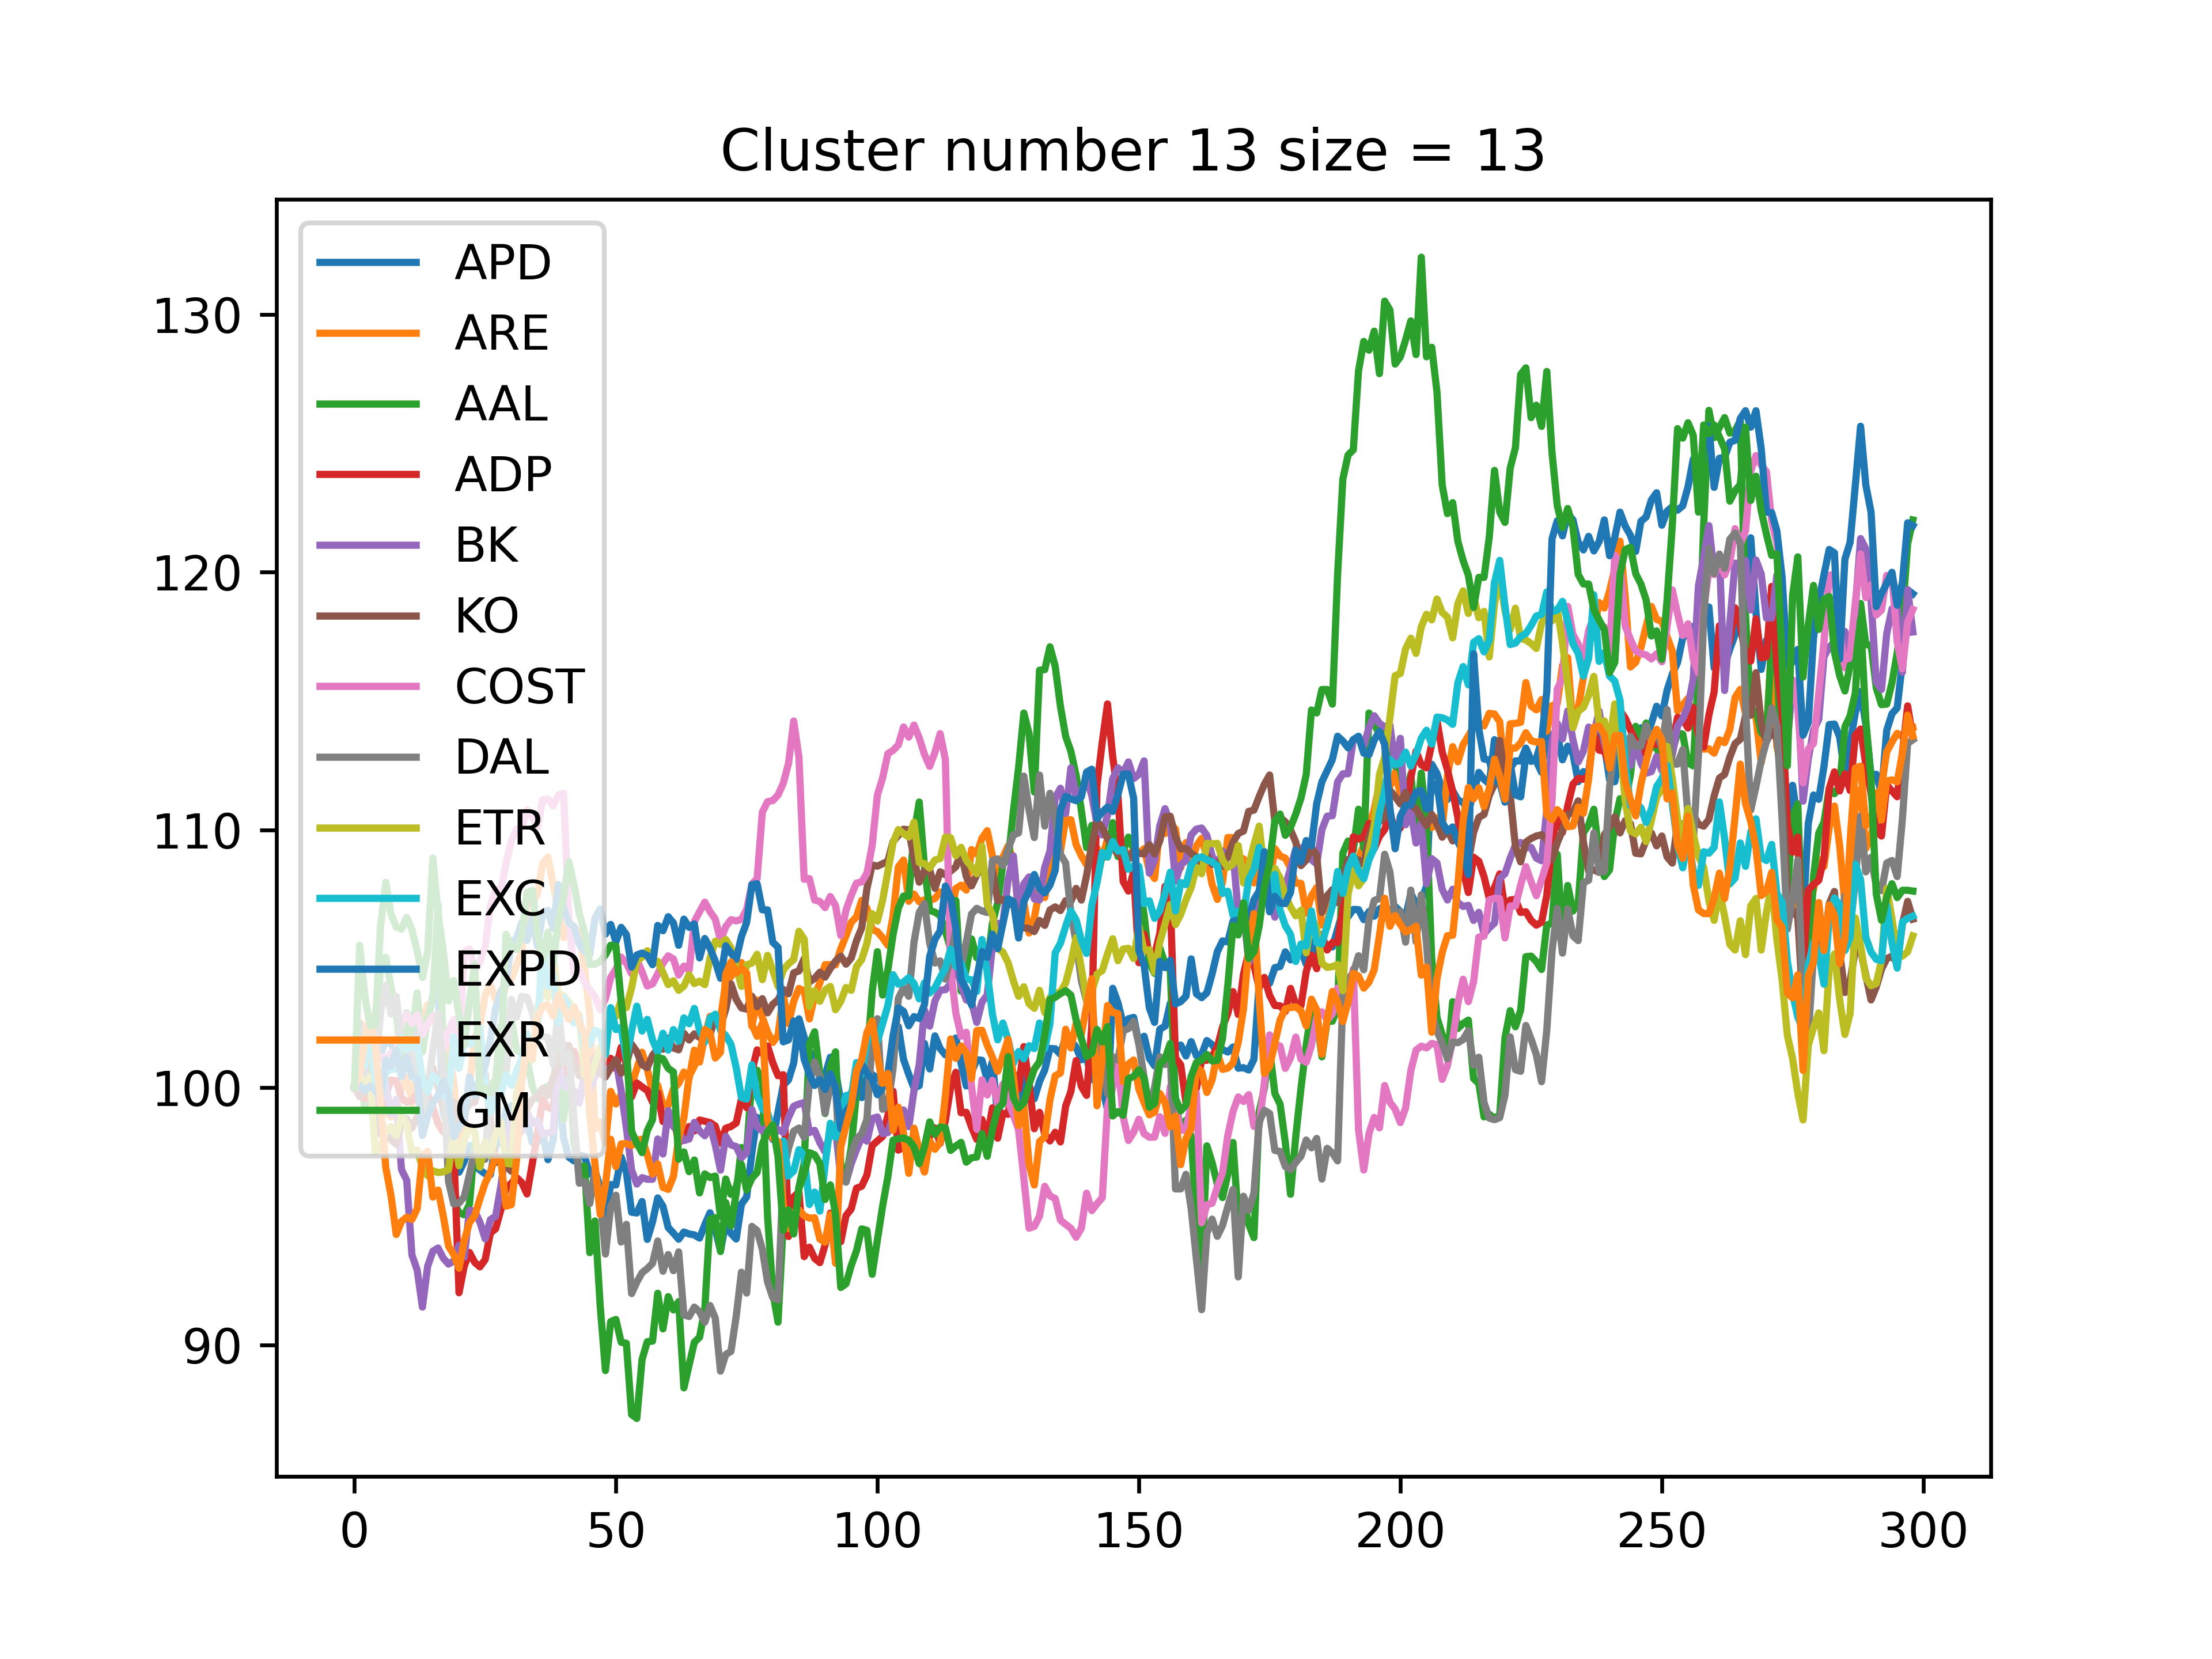 Cluster number 13 size = 13
130
120
110
100
90
APD
ARE
AAL
ADP
BK
KO
COST
DAL
ETR
EXC
EXPD
EXR
GM
0 50 100 150 200 250 300